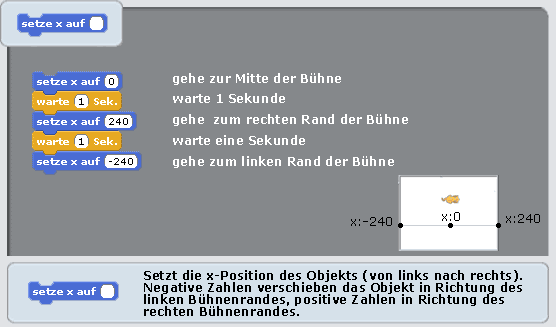 setze x auf
setze x auf 0 gehe zur Mitte der Bühne
warte 1 Sek. warte 1 Sekunde
setze x auf 240 gehe zum rechten Rand der Bühne
warte 1 Sek. warte eine Sekunde
setze x auf -240 gehe zum linken Rand der Bühne
x:-240 x:0 x:240
setze x auf
Setzt die x-Position des Objekts (von links nach rechts).
Negative Zahlen verschieben das Objekt in Richtung des
linken Bühnenrandes, positive Zahlen in Richtung des
rechten Bühnenrandes.